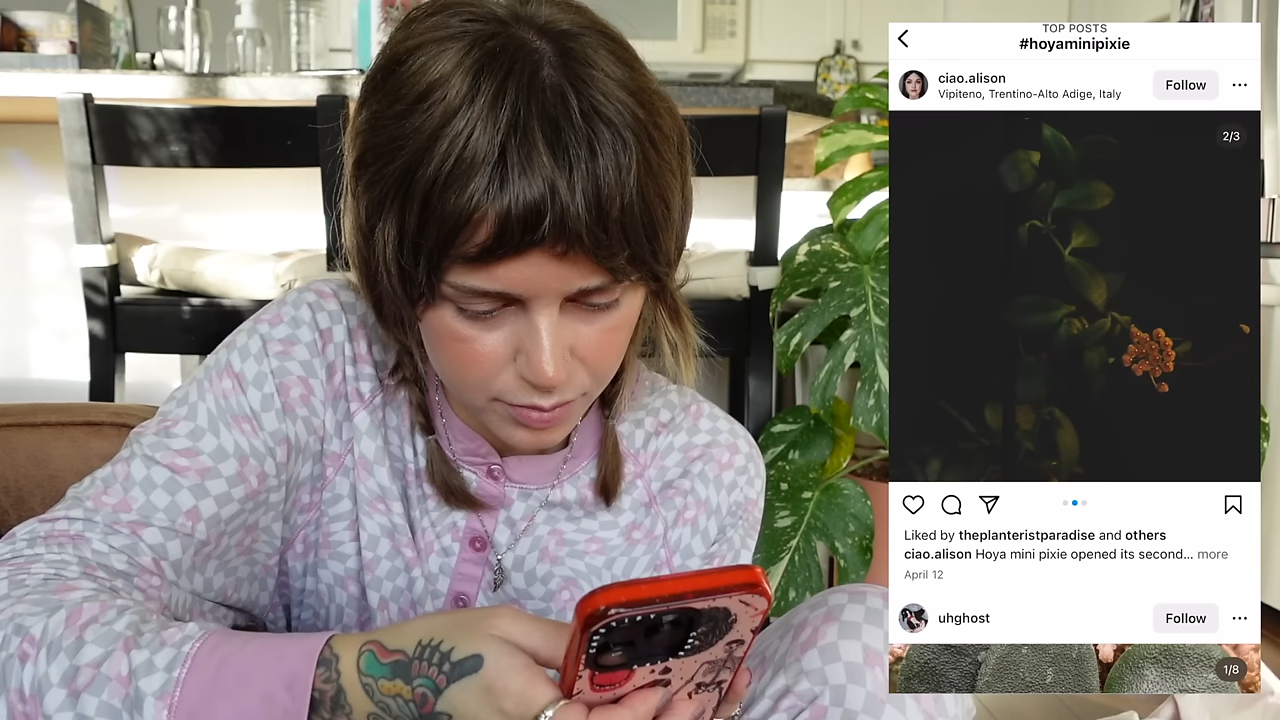 TOP POSTS
#hoyaminipixie
ciao.alison
Follow
Vipiteno, Trentino-Alto Adige, Italy
2/3
Liked by theplanteristparadise and others
ciao.alison Hoya mini pixie opened its second... more
April 12
uhghost
Follow
1/8